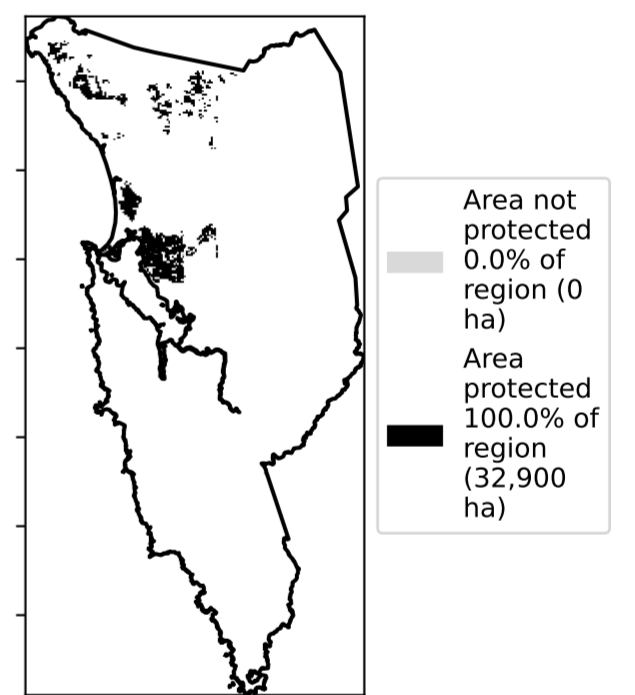 Area not
protected
0.0% of
region (0
ha)
Area
protected
100.0% of
region
(32,900
ha)